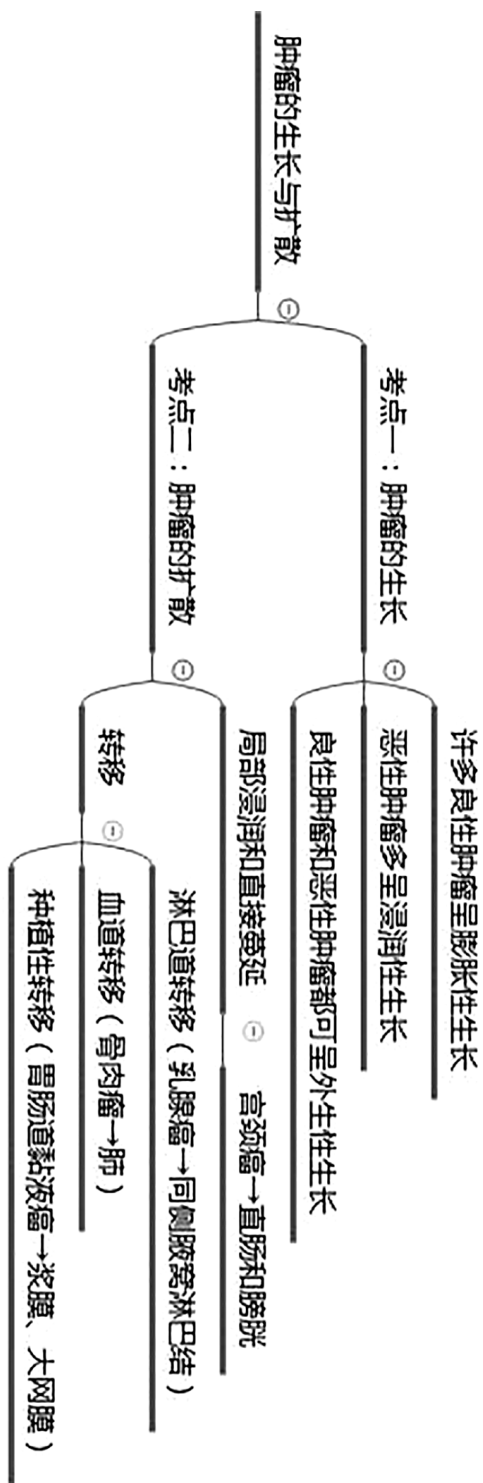 肿瘤的生长与扩散
考点一：肿瘤的生长
许多良性肿瘤呈膨胀性生长
恶性肿瘤多呈浸润性生长
良性肿瘤和恶性肿瘤都可呈外生性生长
考点二：肿瘤的扩散
局部浸润和直接蔓延
宫颈癌→直肠和膀胱
转移
淋巴道转移（乳腺癌→同侧腋窝淋巴结）
血道转移（骨肉瘤→肺）
种植性转移（胃肠道黏液癌→浆膜、大网膜）